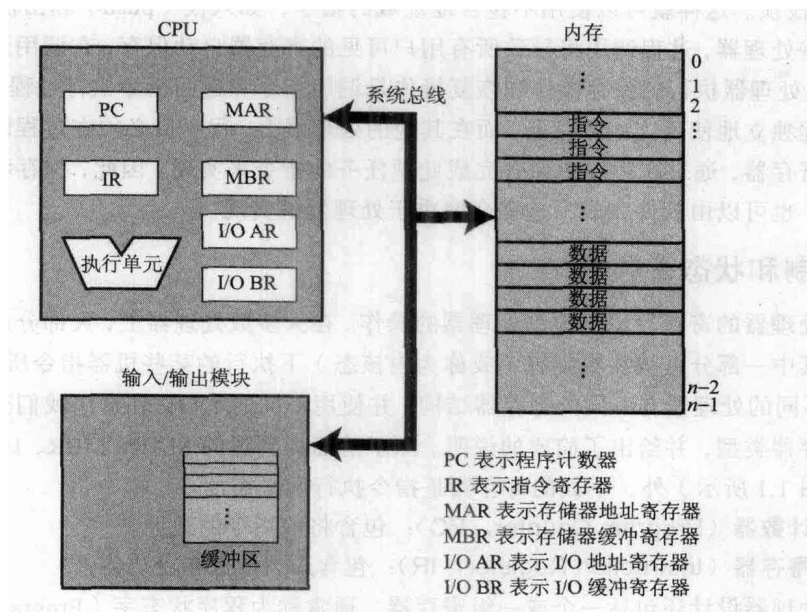 CPU
PC
MAR
IR
MBR
I/O AR
执行单元
I/O BR
系统总线
内存
0
1
2
指令
指令
指令
数据
数据
数据
数据
n-2
n-1
输入/输出模块
缓冲区
PC 表示程序计数器
IR 表示指令寄存器
MAR 表示存储器地址寄存器
MBR 表示存储器缓冲寄存器
I/O AR 表示 I/O 地址寄存器
I/O BR 表示 I/O 缓冲寄存器